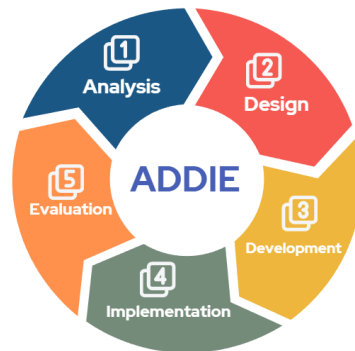 1
Analysis
2
Design
ADDIE
3
Development
4
Implementation
5
Evaluation